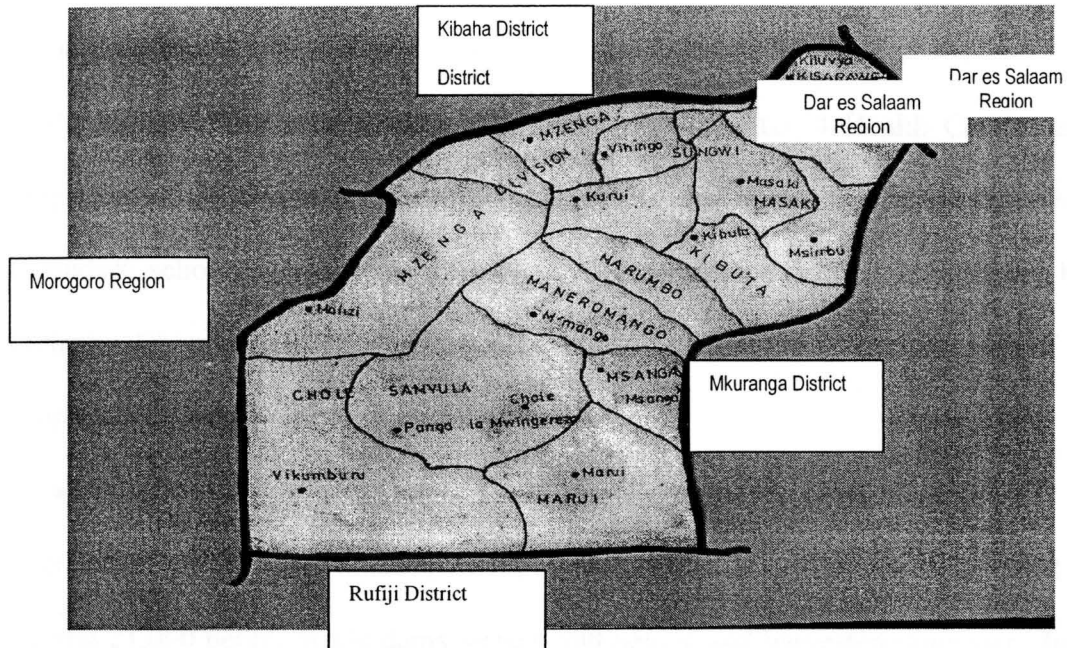 Kibaha District
District
Kiluvya
KISARAWE
Dar es Salaam
Region
Dar es Salaam
Region
MZENGA
Vihingo
SUNGWI
MZENGA DIVISION
Masaki
MASAKI
Kurui
Kibuta
KIBUTA
Msimbu
MARUMBO
Morogoro Region
MANEROMANGO
M'mango
Mafizi
MSANGA
Msanga
Mkuranga District
CHOLE
SANVULA
Chole
Panga la Mwingereza
Vikumburu
Marui
MARUI
Rufiji District